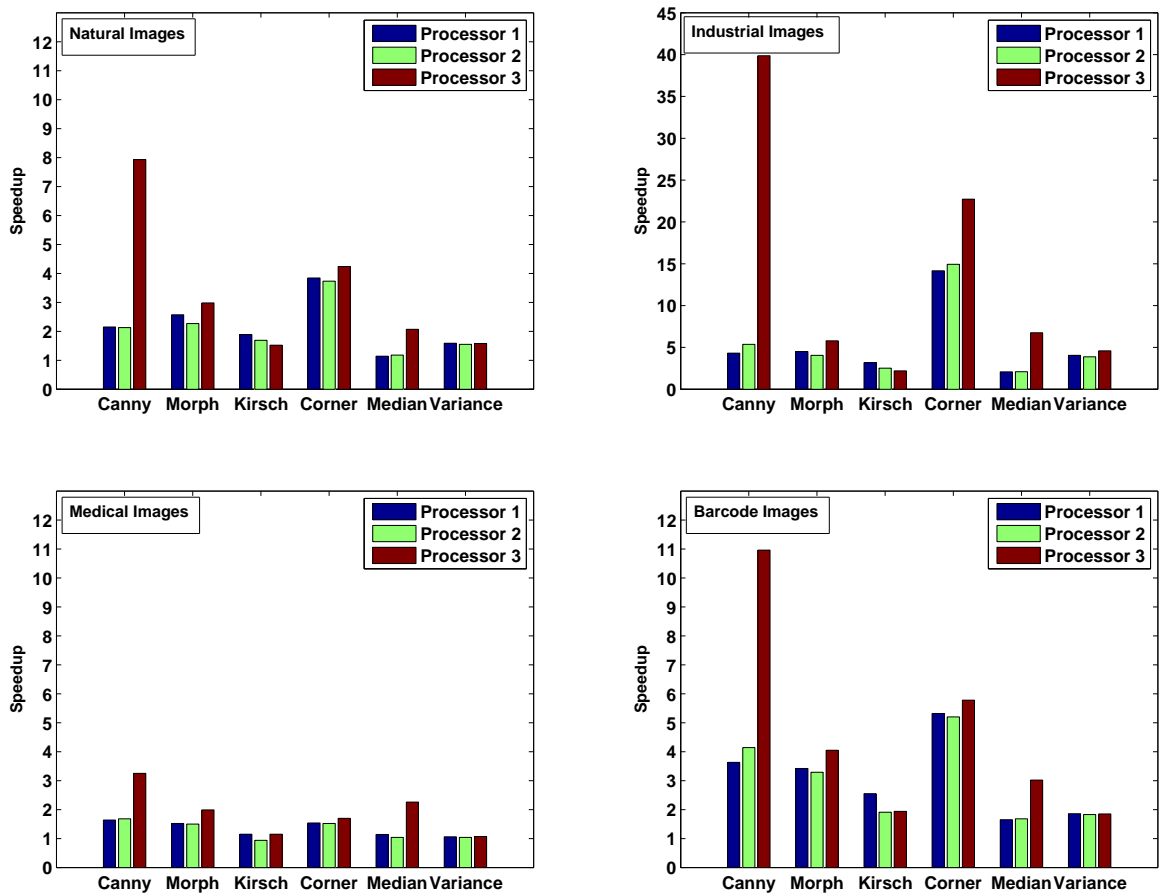 Natural Images
Processor 1
Processor 2
Processor 3
Speedup
12
11
10
9
8
7
6
5
4
3
2
1
0
Canny Morph Kirsch Corner Median Variance
Industrial Images
Processor 1
Processor 2
Processor 3
Speedup
45
40
35
30
25
20
15
10
5
0
Canny Morph Kirsch Corner Median Variance
Medical Images
Processor 1
Processor 2
Processor 3
Speedup
12
11
10
9
8
7
6
5
4
3
2
1
0
Canny Morph Kirsch Corner Median Variance
Barcode Images
Processor 1
Processor 2
Processor 3
Speedup
12
11
10
9
8
7
6
5
4
3
2
1
0
Canny Morph Kirsch Corner Median Variance